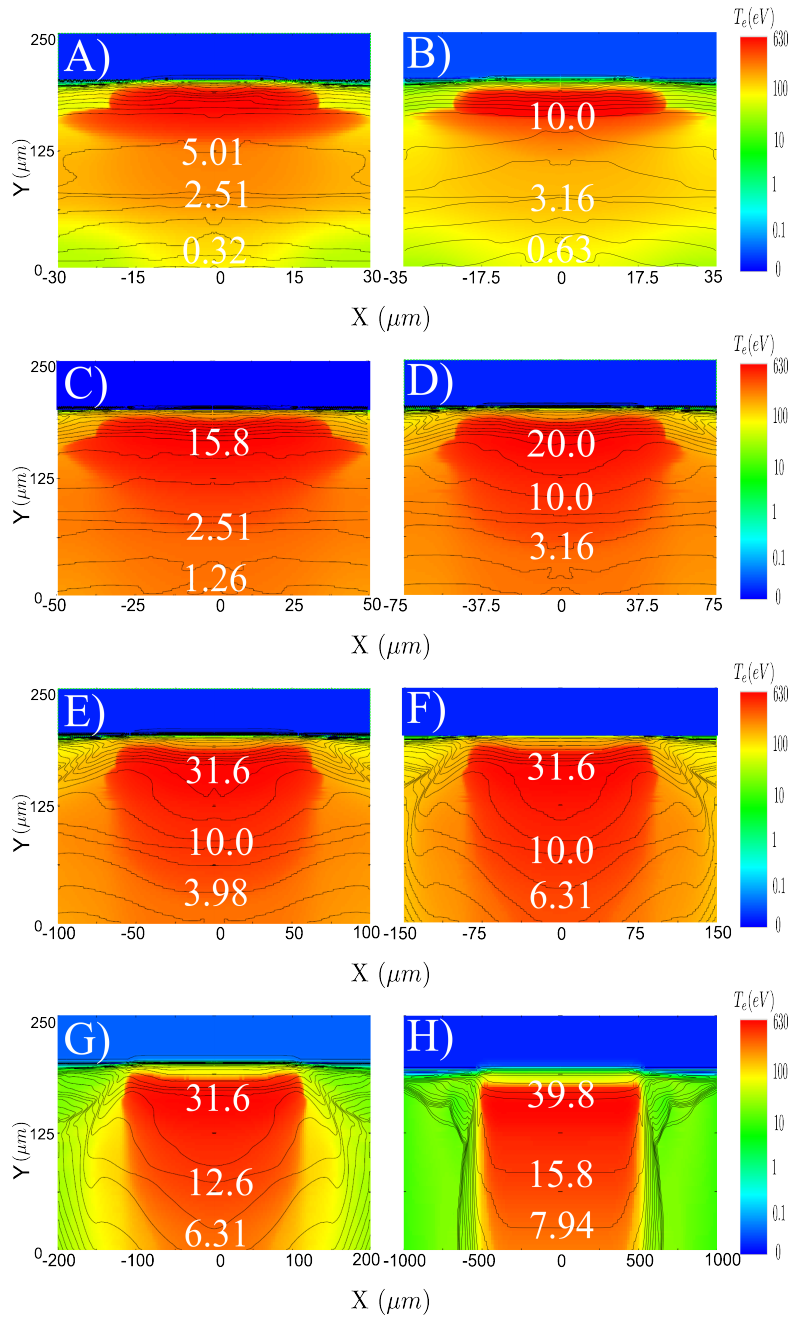 T_e(eV)
250 A) B) 630
10.0 100
125 5.01 10
Y (μm) 2.51 3.16 1
0.1
0.32 0.63
0 0
-30 -15 0 15 30 -35 -17.5 0 17.5 35
X (μm)
T_e(eV)
250 C) D) 630
15.8 20.0 100
125 10.0 10
Y (μm) 2.51 3.16 1
0.1
1.26
0 0
-50 -25 0 25 50 -75 -37.5 0 37.5 75
X (μm)
T_e(eV)
250 E) F) 630
31.6 31.6 100
125 10
Y (μm) 10.0 10.0 1
3.98 6.31 0.1
0 0
-100 -50 0 50 100 -150 -75 0 75 150
X (μm)
T_e(eV)
250 G) H) 630
31.6 39.8 100
125 10
Y (μm) 12.6 15.8 1
6.31 7.94 0.1
0 0
-200 -100 0 100 200 -1000 -500 0 500 1000
X (μm)